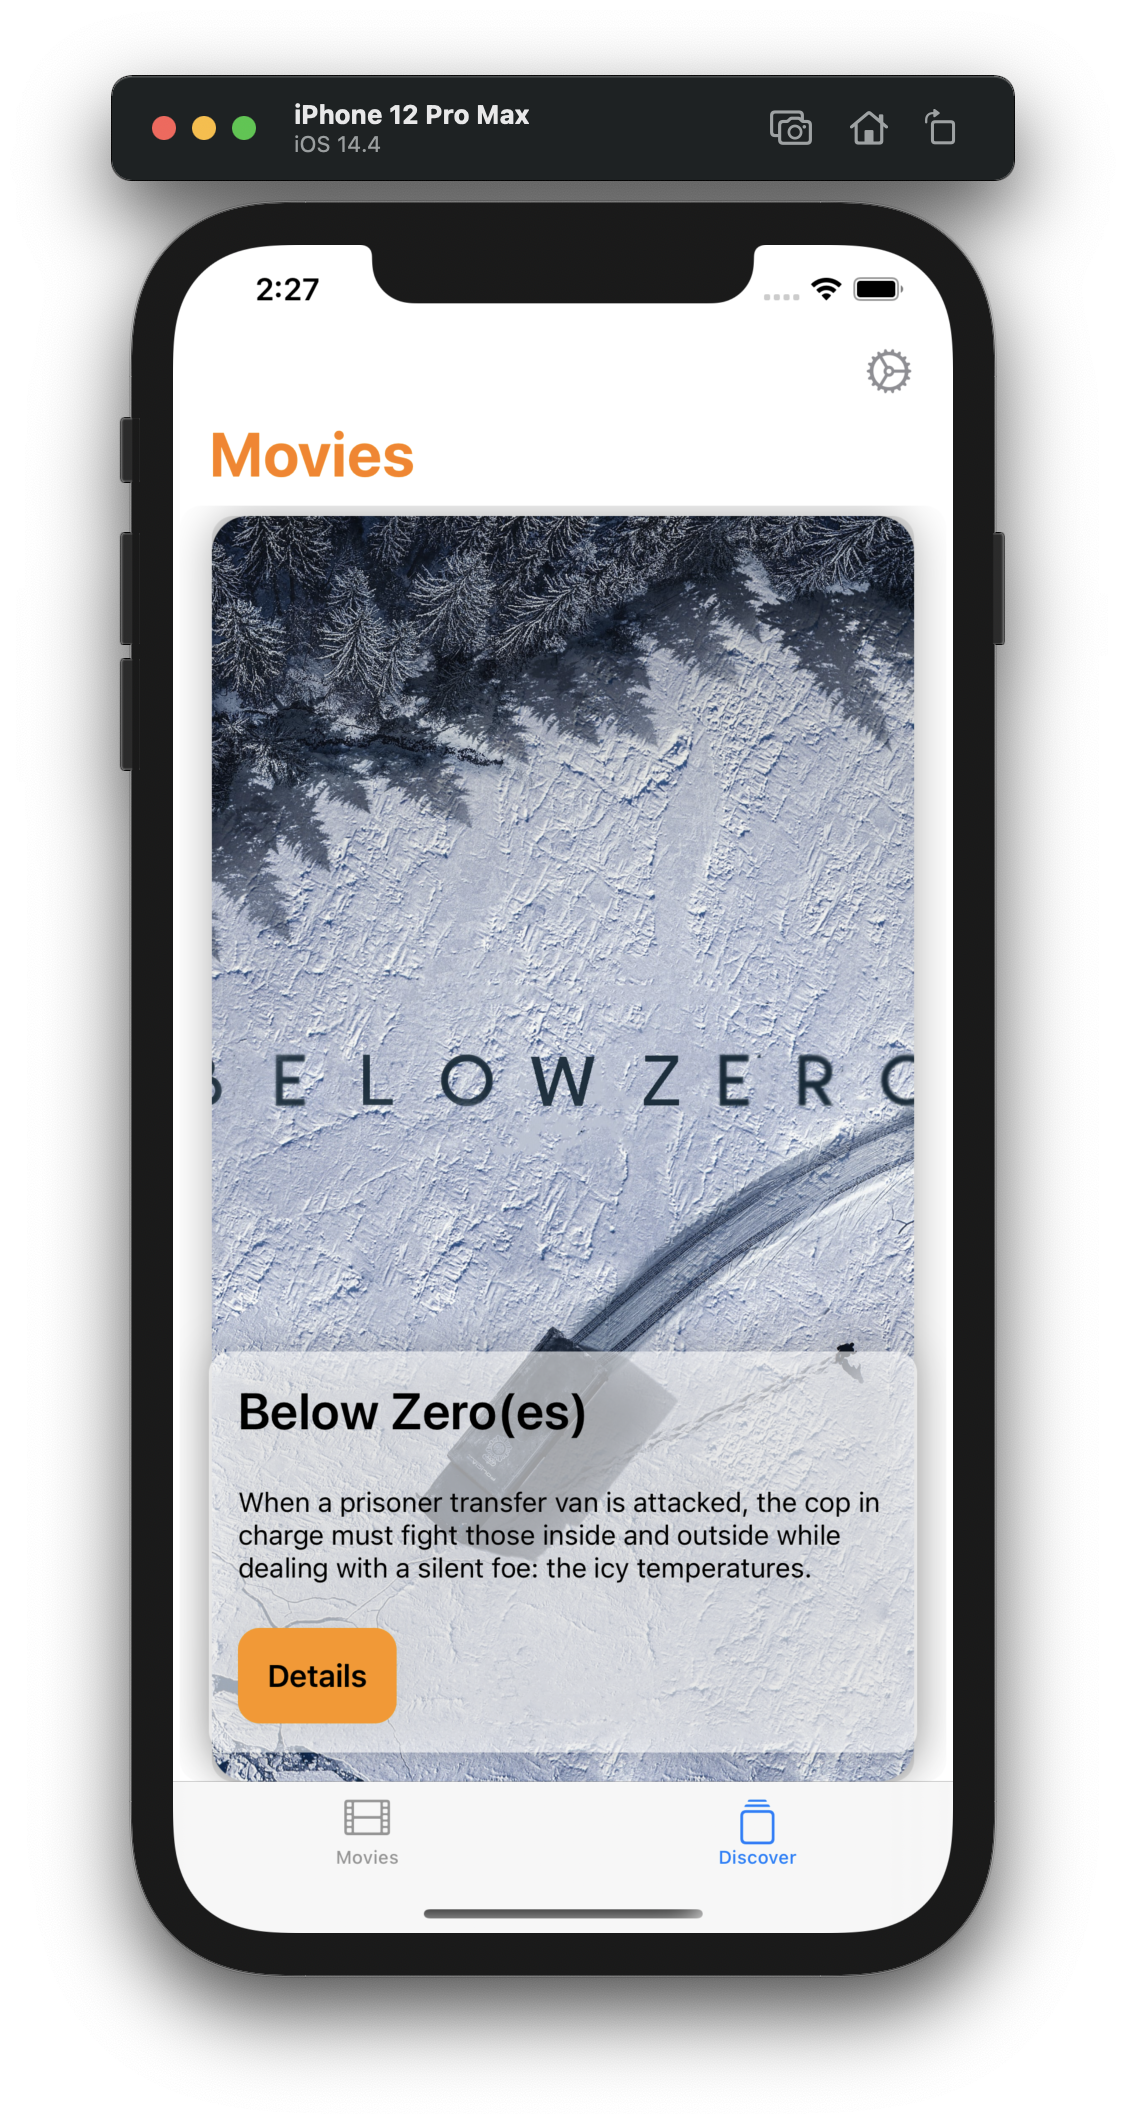 iPhone 12 Pro Max
iOS 14.4
2:27
Movies
BELOW ZERO
Below Zero(es)
When a prisoner transfer van is attacked, the cop in
charge must fight those inside and outside while
dealing with a silent foe: the icy temperatures.
Details
Movies
Discover